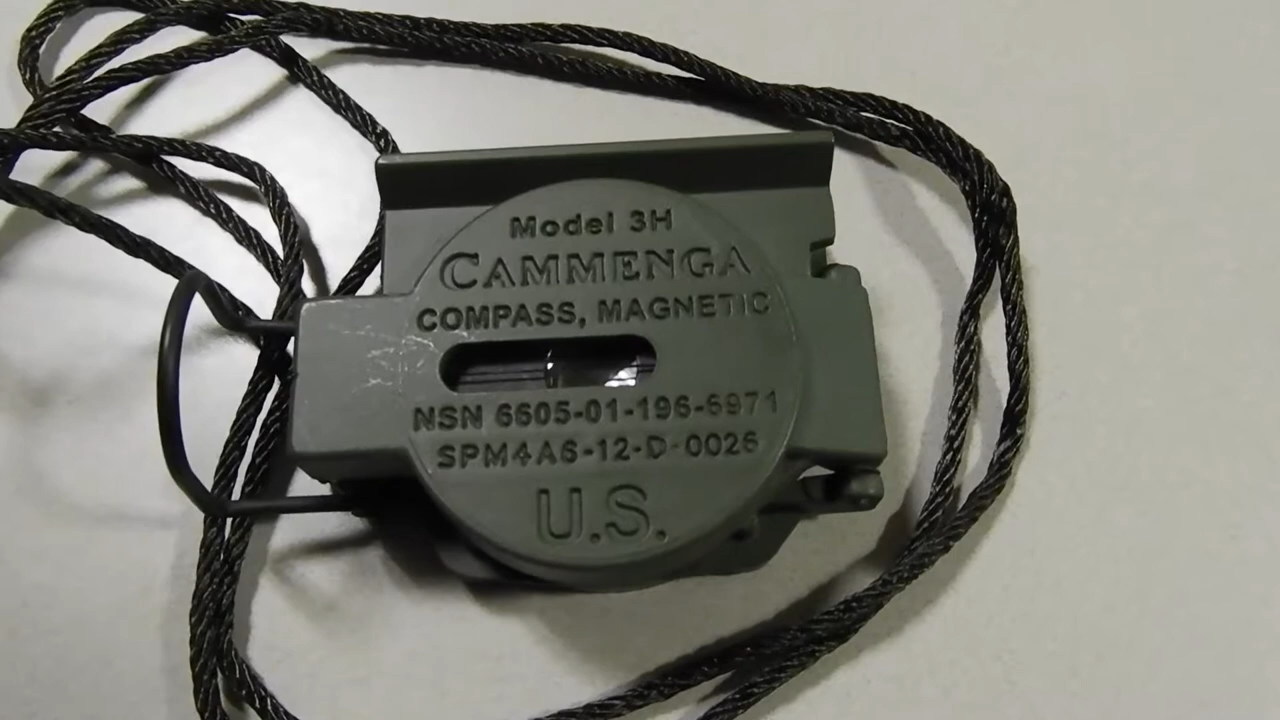 Model 3H
CAMMENGA
COMPASS, MAGNETIC
NSN 6605-01-196-6971
SPM4A6-12-D-0026
U.S.